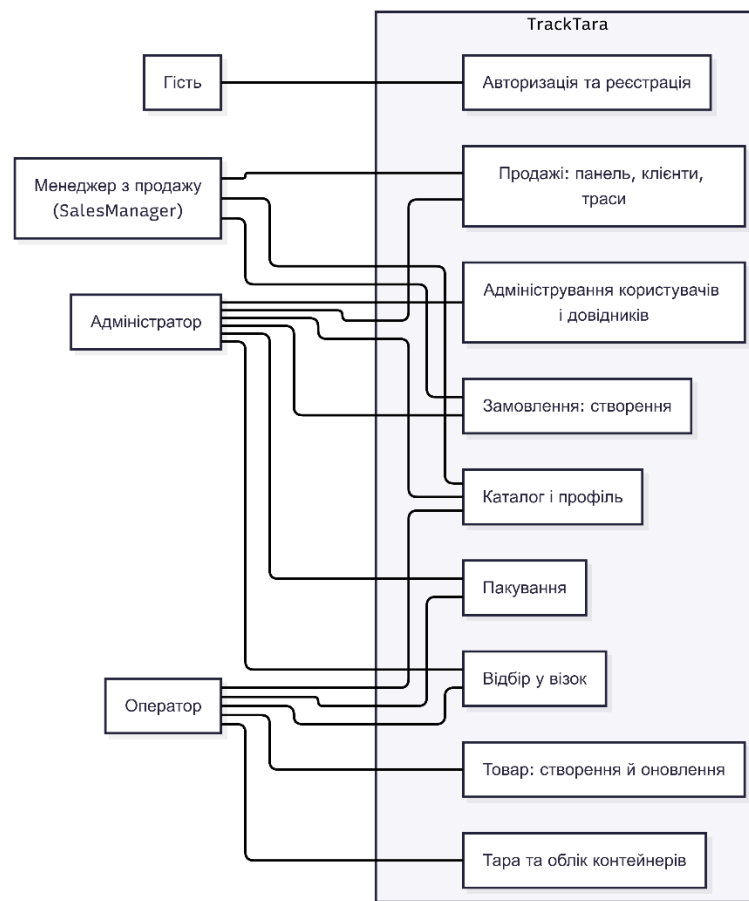 TrackTara
Гість
Авторизація та реєстрація
Менеджер з продажу
(SalesManager)
Продажі: панель, клієнти,
траси
Адміністратор
Адміністрування користувачів
і довідників
Замовлення: створення
Каталог і профіль
Пакування
Оператор
Відбір у візок
Товар: створення й оновлення
Тара та облік контейнерів